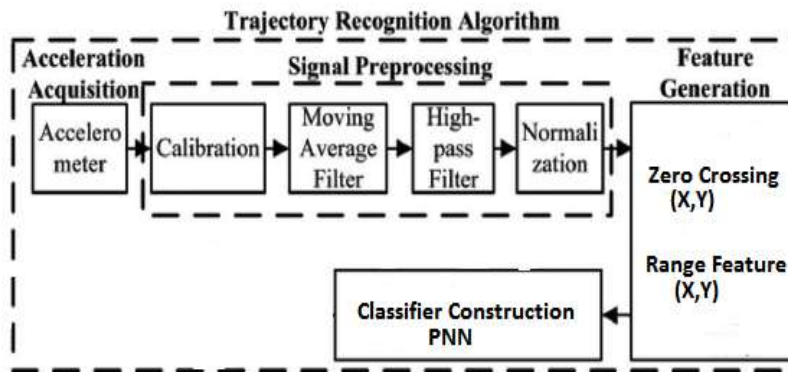 Trajectory Recognition Algorithm
Acceleration
Acquisition
Signal Preprocessing
Feature
Generation
Accelero
meter
Calibration
Moving
Average
Filter
High-
pass
Filter
Normali
zation
Zero Crossing
(X,Y)
Range Feature
(X,Y)
Classifier Construction
PNN